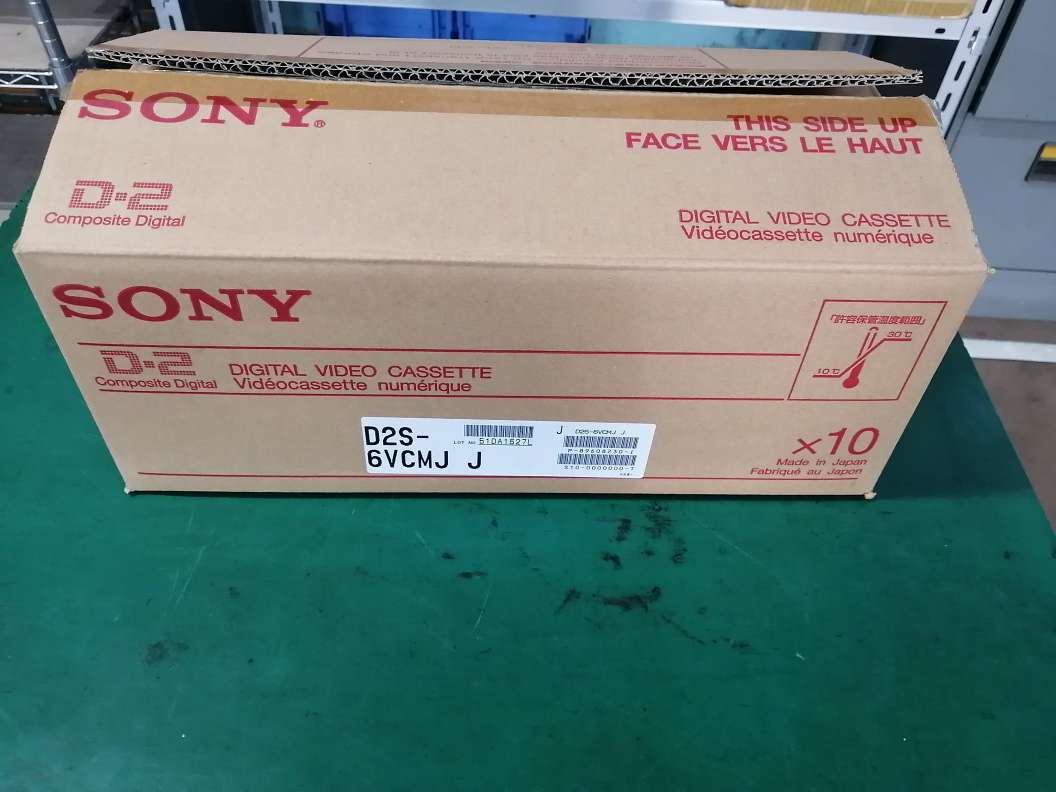 SONY®
THIS SIDE UP
FACE VERS LE HAUT
D-2
Composite Digital
DIGITAL VIDEO CASSETTE
Vidéocassette numérique
SONY
「許容保管温度範囲」
30℃
10℃
D-2
Composite Digital
DIGITAL VIDEO CASSETTE
Vidéocassette numérique
D2S-
6VCMJ J
LOT NO 510A1627L
J D2S-6VCMJ J
×10
Made in Japan
Fabriqué au Japon